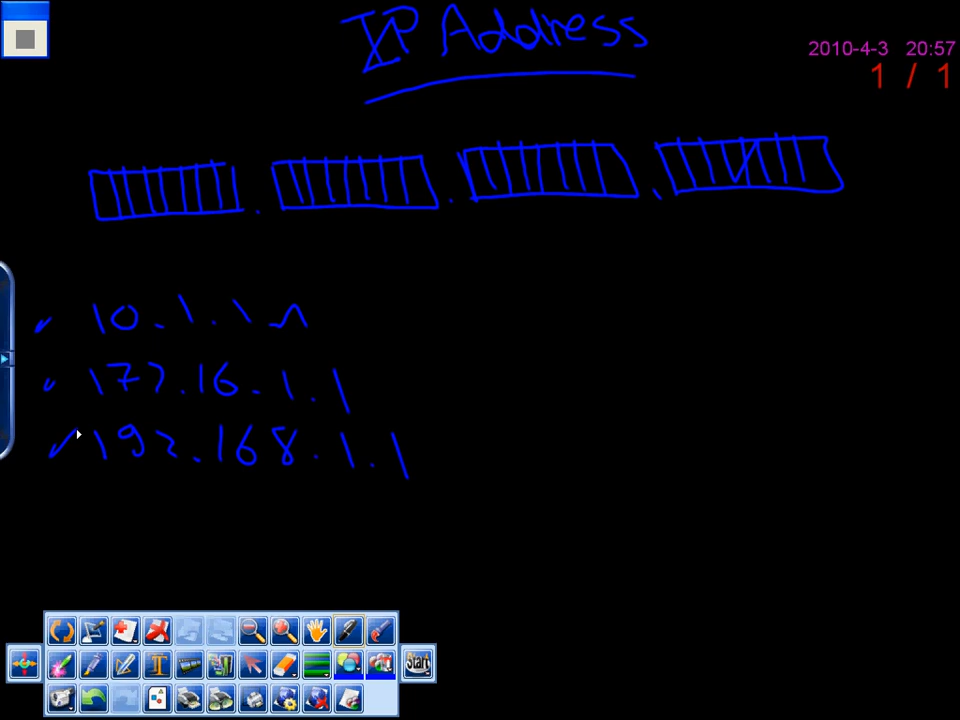 IP Address
2010-4-3 20:57
1 / 1
. . .
10.1.1
172.16.1.1
192.168.1.1
T
Start